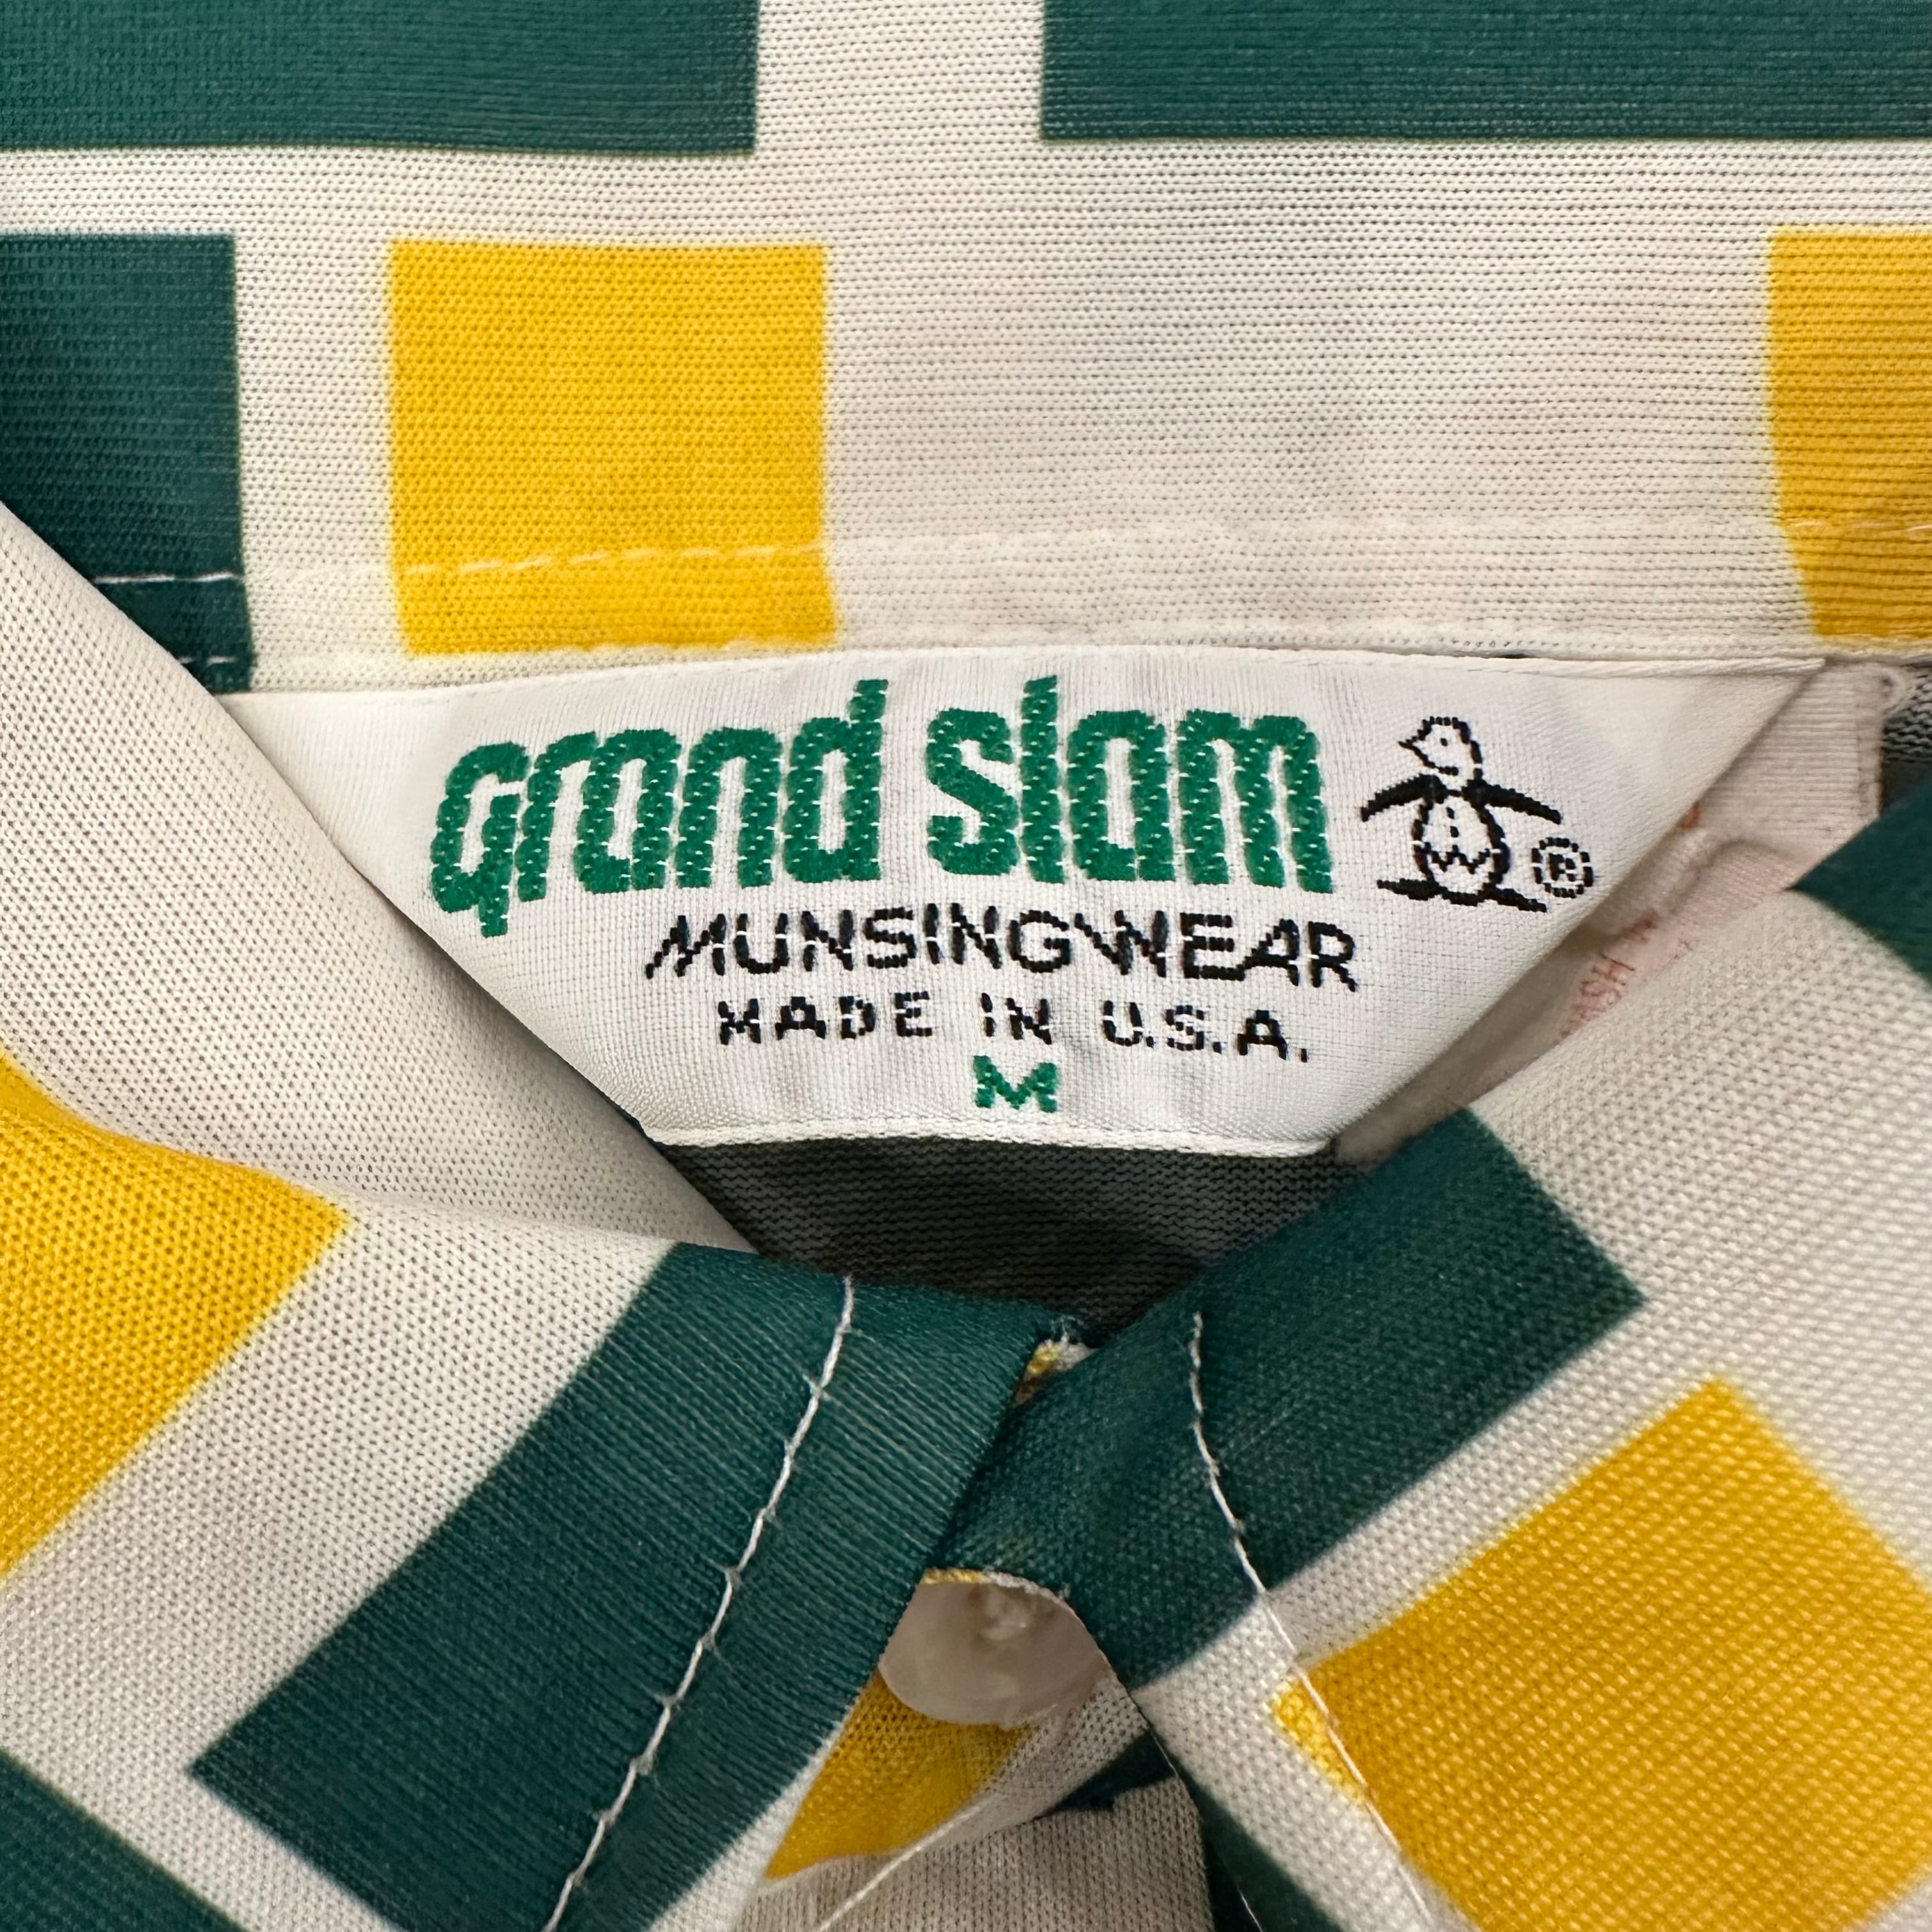 grand slam
®
MUNSINGWEAR
MADE IN U.S.A.
M